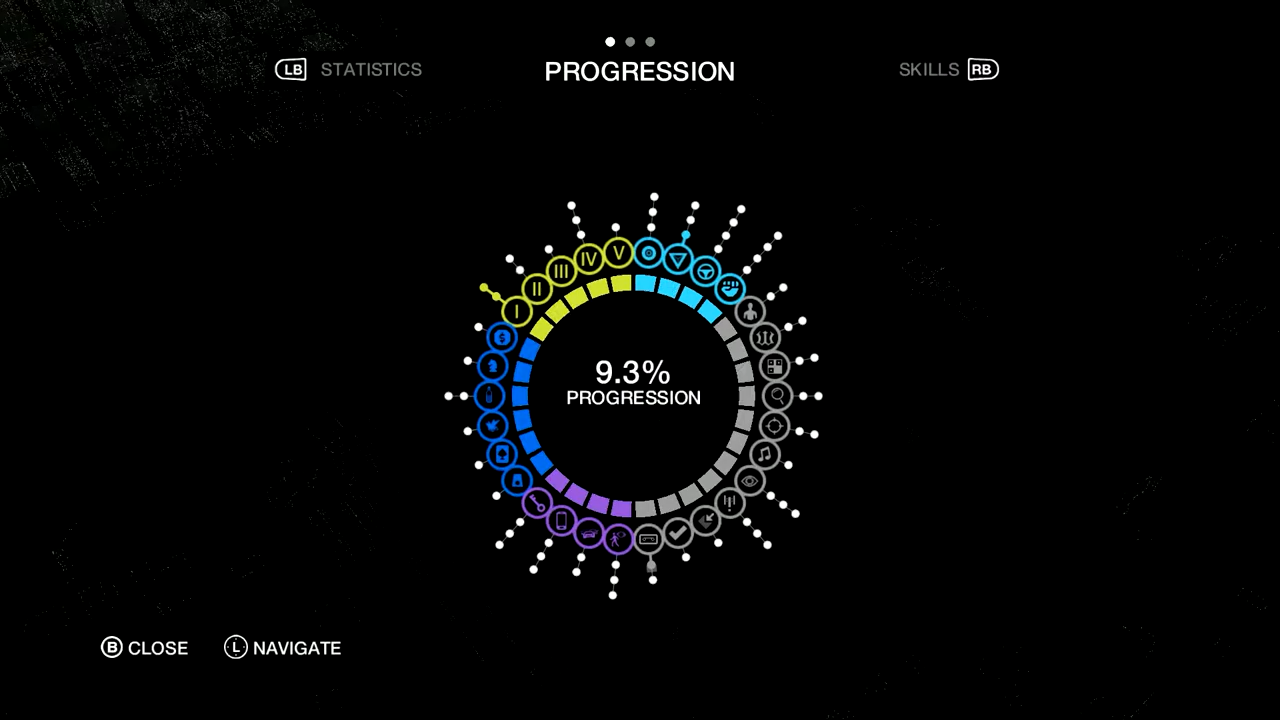 LB STATISTICS
PROGRESSION
SKILLS RB
I
II
III
IV
V
9.3%
PROGRESSION
B CLOSE
L NAVIGATE